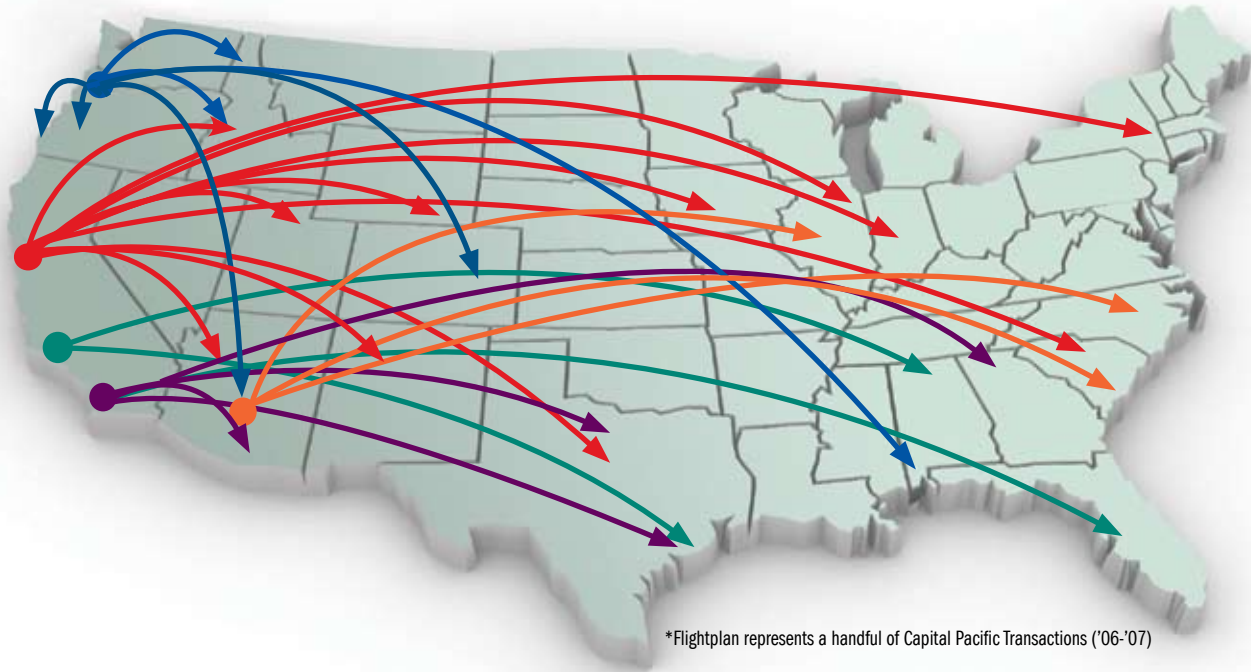 *Flightplan represents a handful of Capital Pacific Transactions (’06-’07)